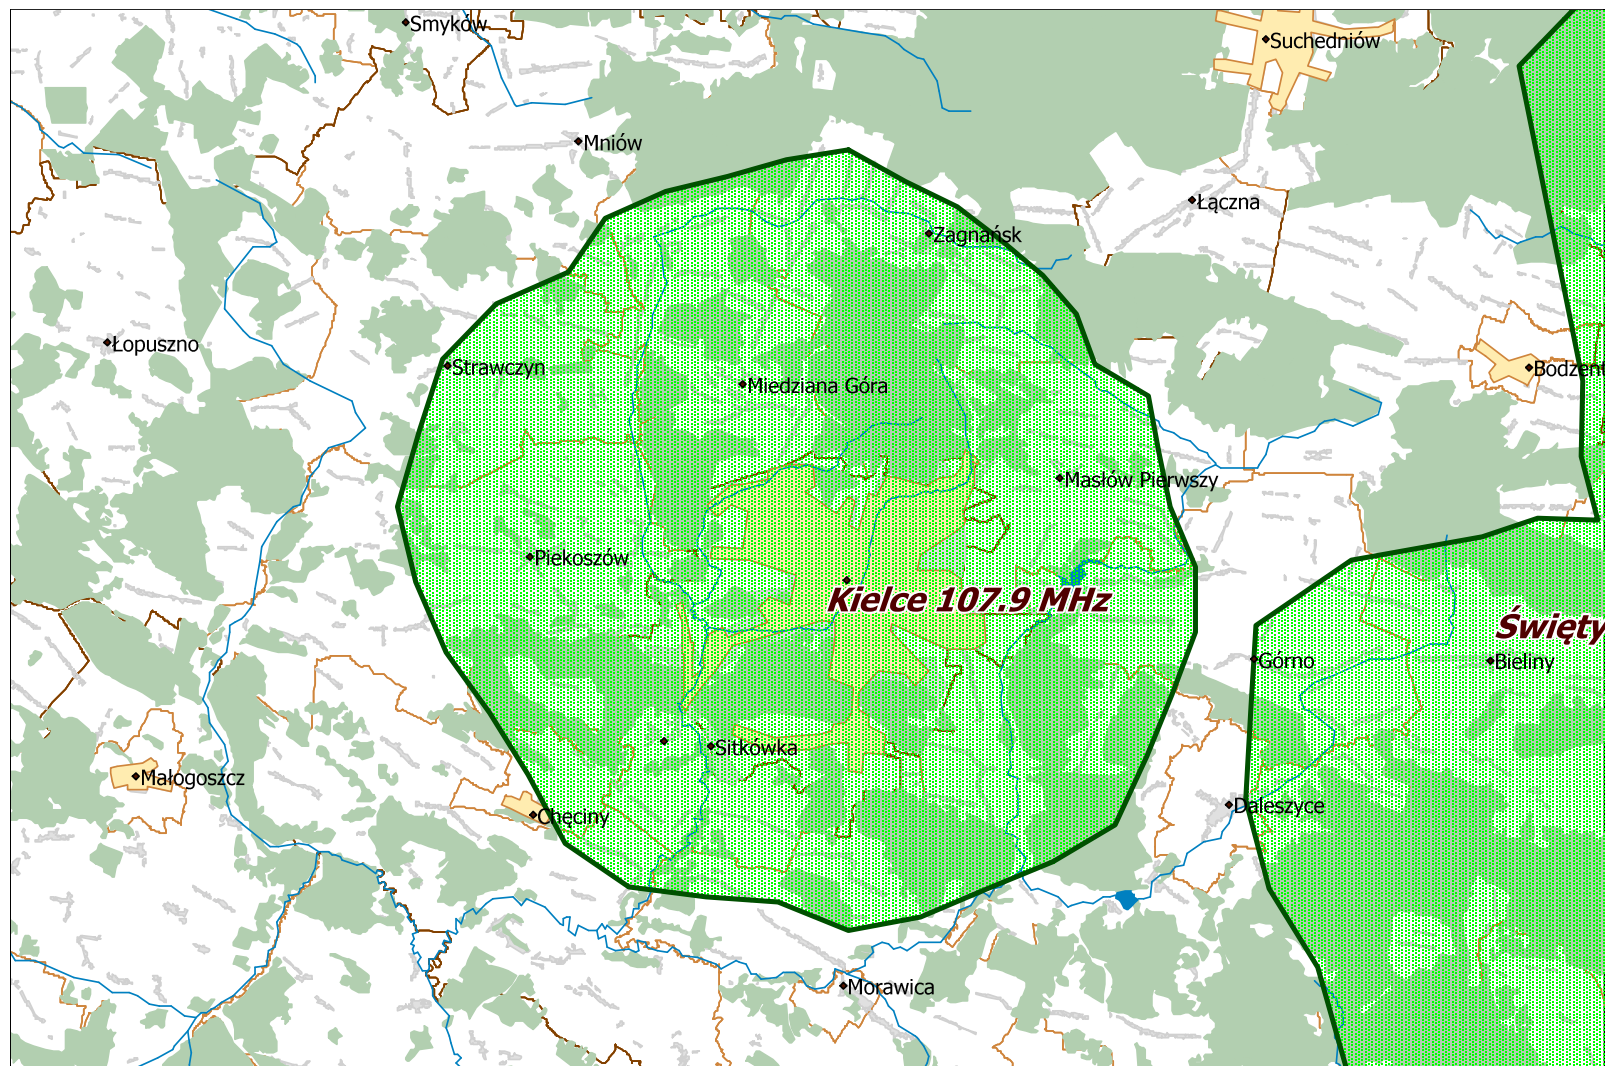 Smyków
Suchedniów
Mniów
Łączna
Zagnańsk
Łopuszno
Strawczyn
Bodzent
Miedziana Góra
Masłów Pierwszy
Piekoszów
Kielce 107.9 MHz
Święty
Górno
Bieliny
Sitkówka
Małogoszcz
Daleszyce
Chęciny
Morawica